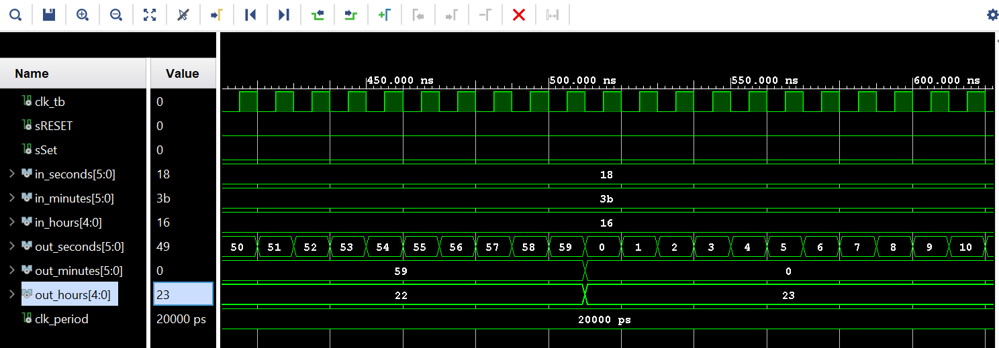 Name Value
450.000 ns 500.000 ns 550.000 ns 600.000 ns
clk_tb 0
sRESET 0
sSet 0
in_seconds[5:0] 18 18
in_minutes[5:0] 3b 3b
in_hours[4:0] 16 16
out_seconds[5:0] 49 50 51 52 53 54 55 56 57 58 59 0 1 2 3 4 5 6 7 8 9 10
out_minutes[5:0] 0 59 0
out_hours[4:0] 23 22 23
clk_period 20000 ps 20000 ps